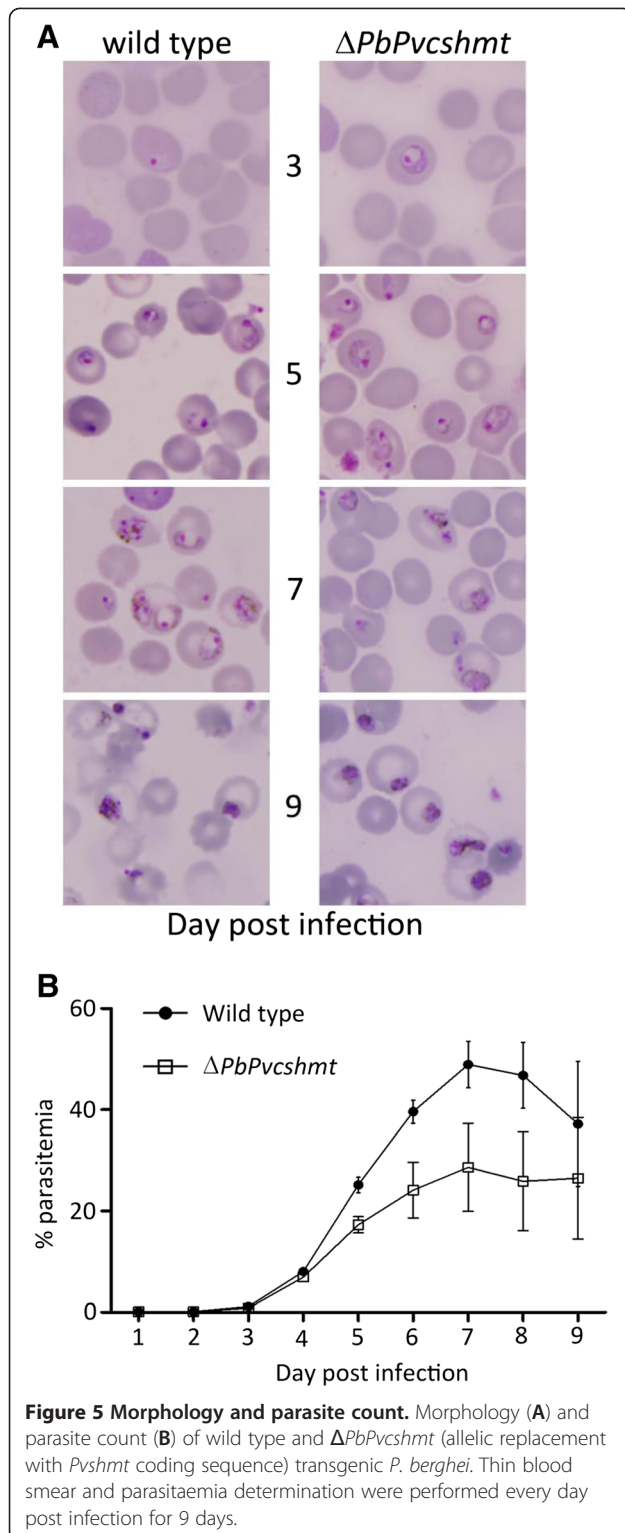 A
wild type ΔPbPvcshmt
3
5
7
9
Day post infection
B
60
40
20
0
% parasitemia
Wild type
ΔPbPvcshmt
1 2 3 4 5 6 7 8 9
Day post infection
Figure 5 Morphology and parasite count. Morphology (A) and
parasite count (B) of wild type and ΔPbPvcshmt (allelic replacement
with Pvshmt coding sequence) transgenic P. berghei. Thin blood
smear and parasitaemia determination were performed every day
post infection for 9 days.